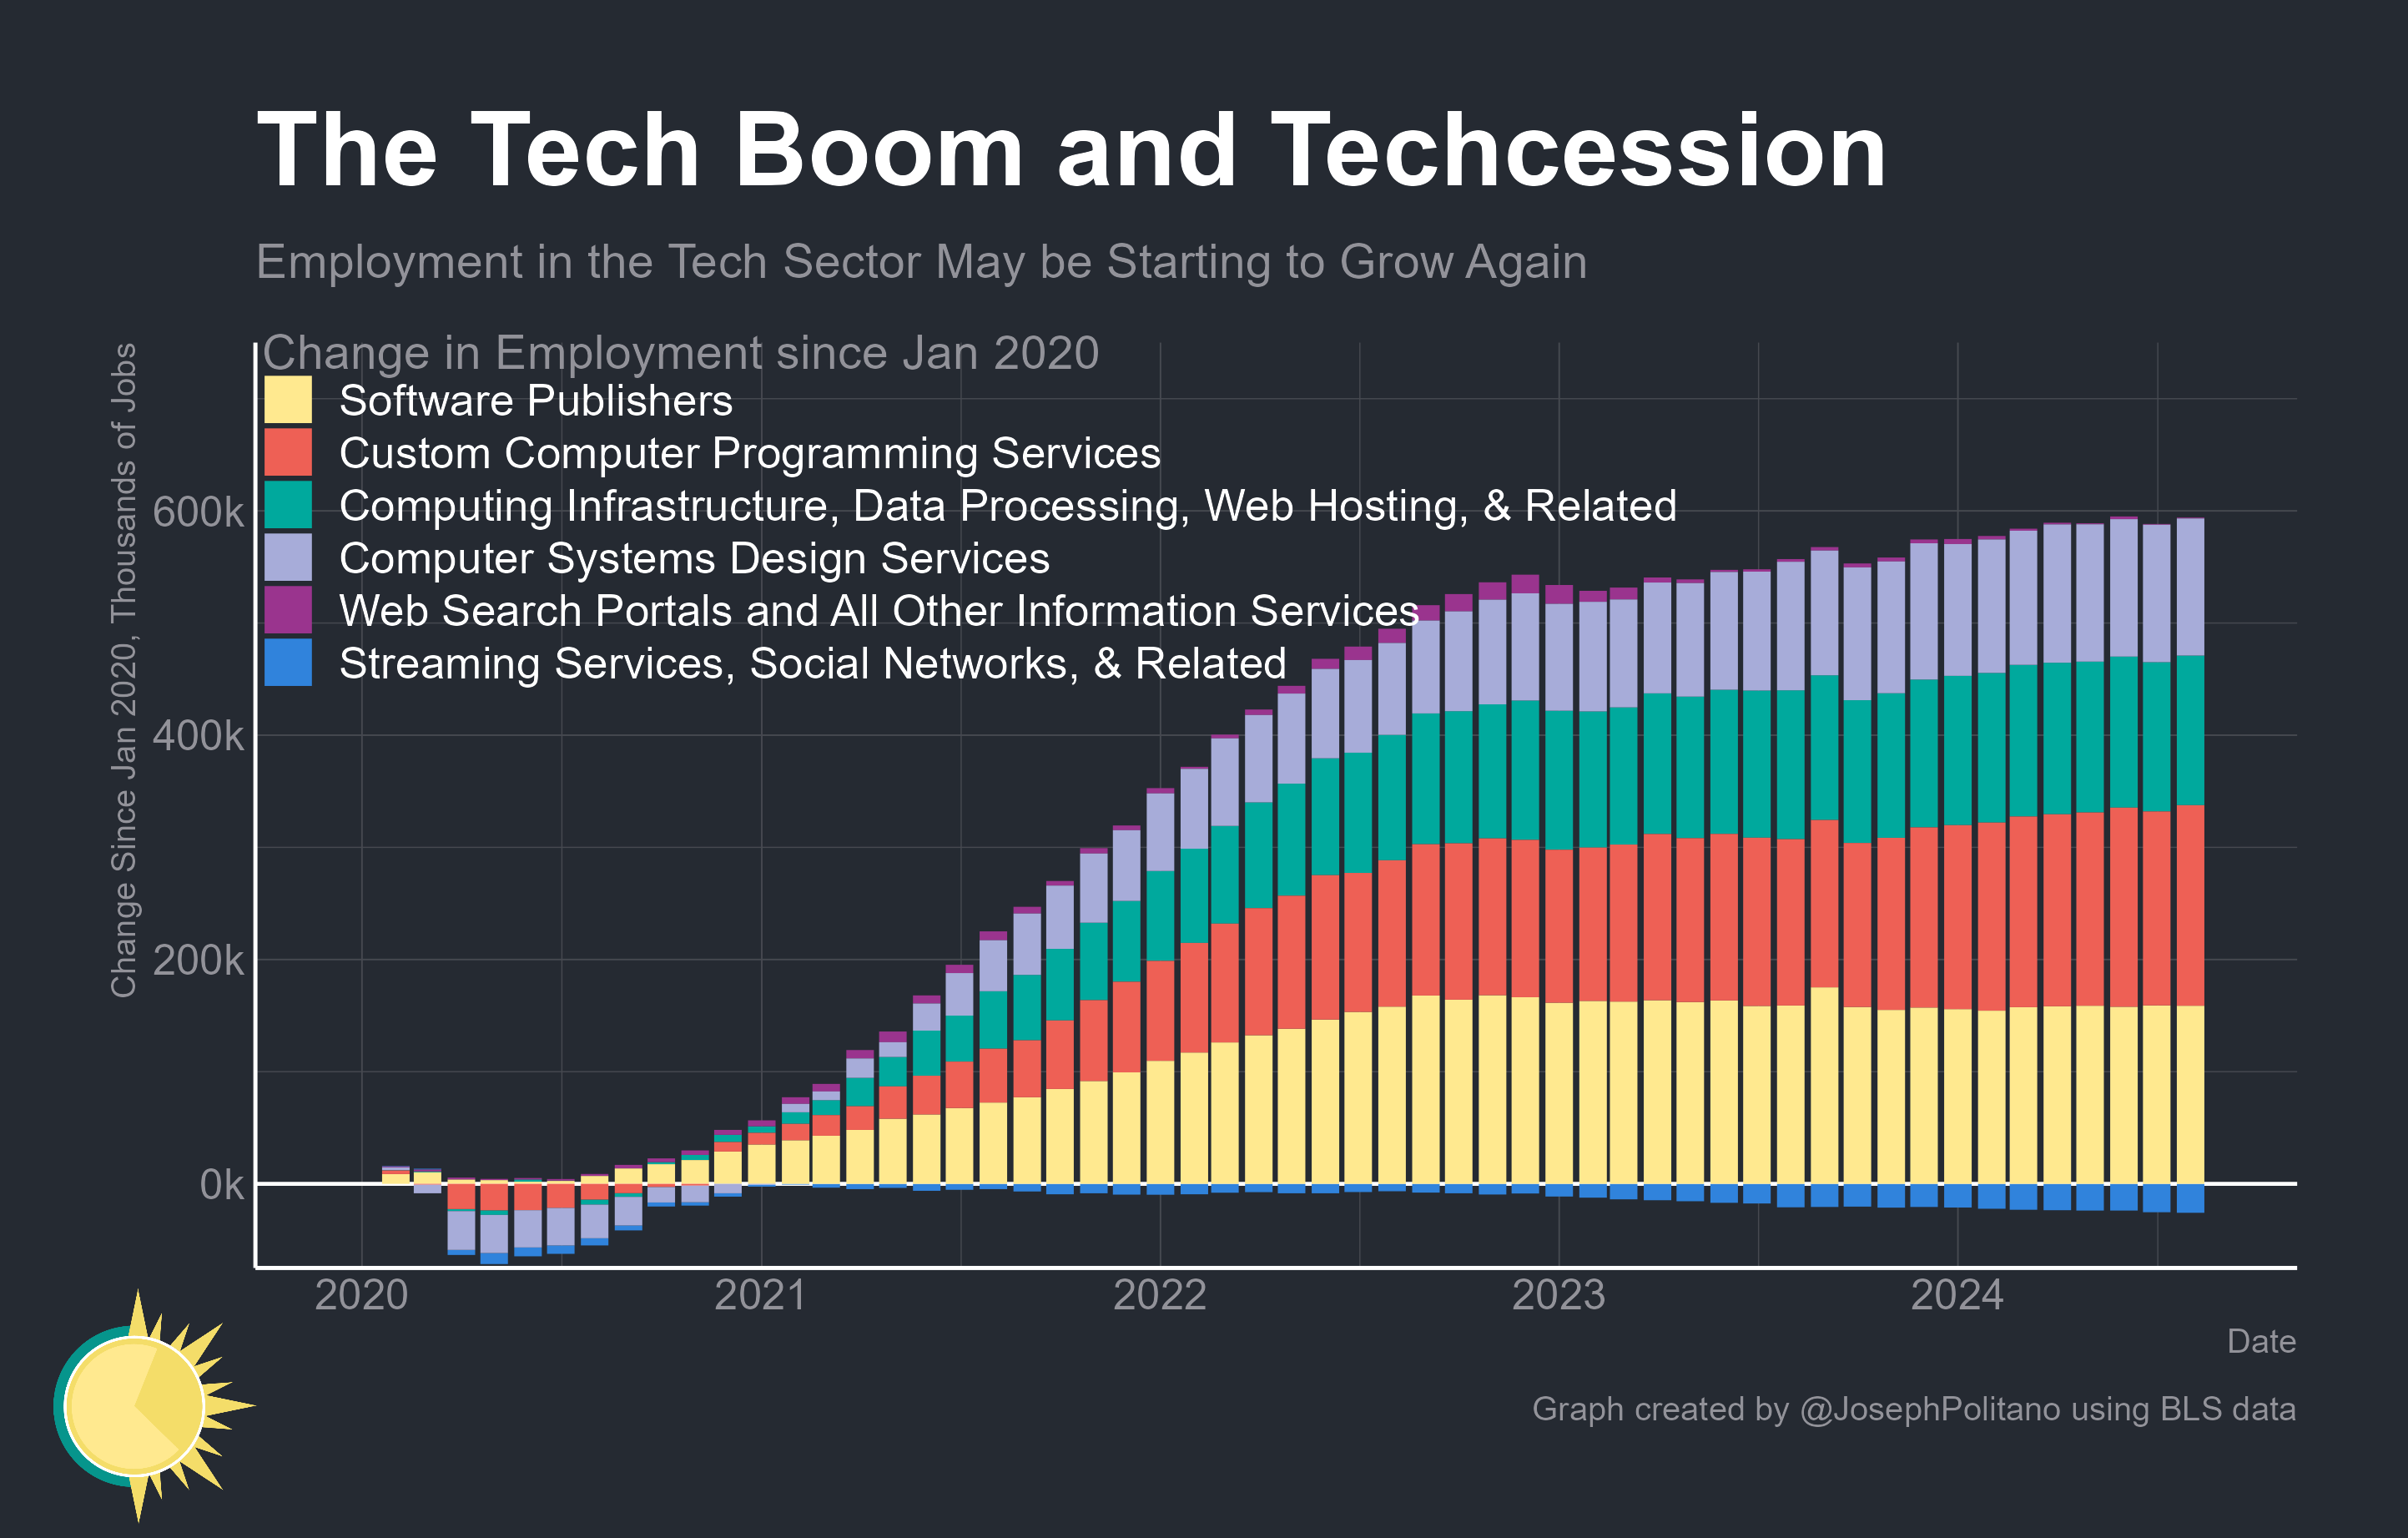 The Tech Boom and Techcession
Employment in the Tech Sector May be Starting to Grow Again
Change in Employment since Jan 2020
Software Publishers
Custom Computer Programming Services
Computing Infrastructure, Data Processing, Web Hosting, & Related
Computer Systems Design Services
Web Search Portals and All Other Information Services
Streaming Services, Social Networks, & Related
Change Since Jan 2020, Thousands of Jobs
600k
400k
200k
0k
2020 2021 2022 2023 2024
Date
Graph created by @JosephPolitano using BLS data